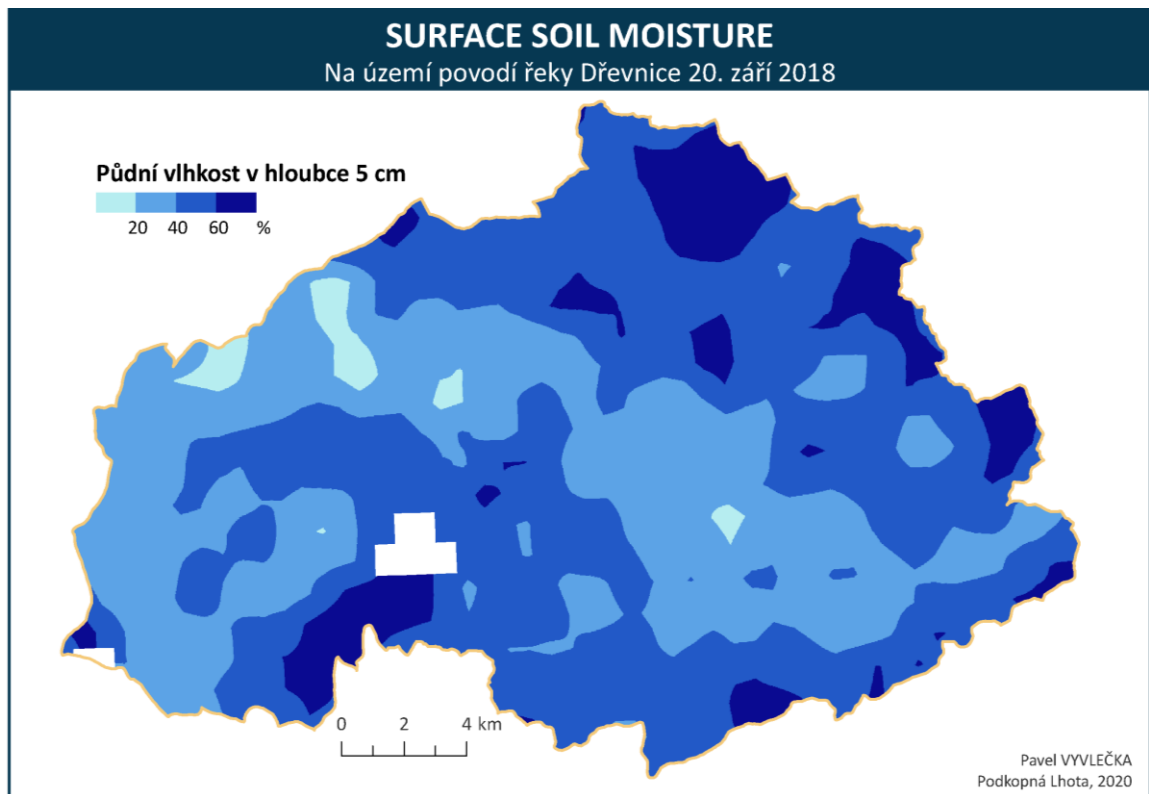 SURFACE SOIL MOISTURE
Na území povodí řeky Dřevnice 20. září 2018
Půdní vlhkost v hloubce 5 cm
20 40 60 %
0 2 4 km
Pavel VYVLEČKA
Podkopná Lhota, 2020